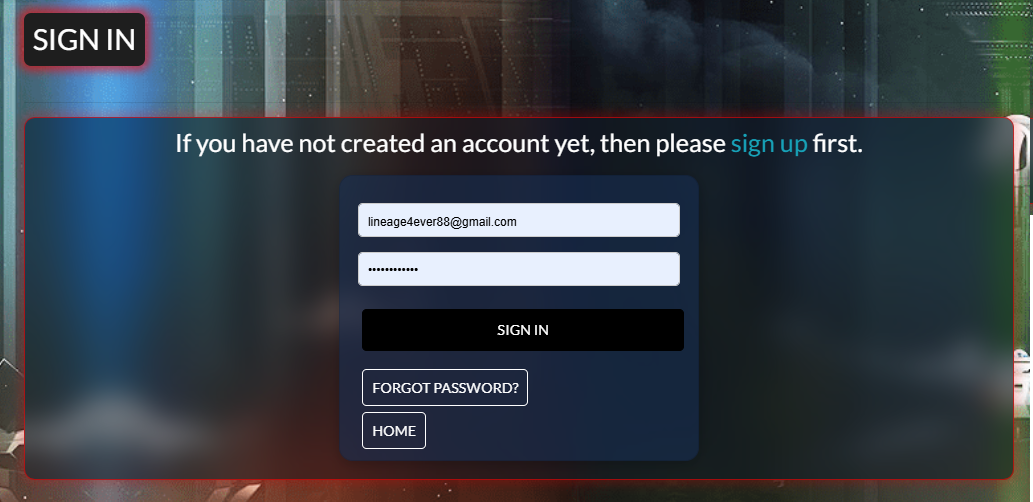 SIGN IN
If you have not created an account yet, then please sign up first.
lineage4ever88@gmail.com
••••••••••••
SIGN IN
FORGOT PASSWORD?
HOME